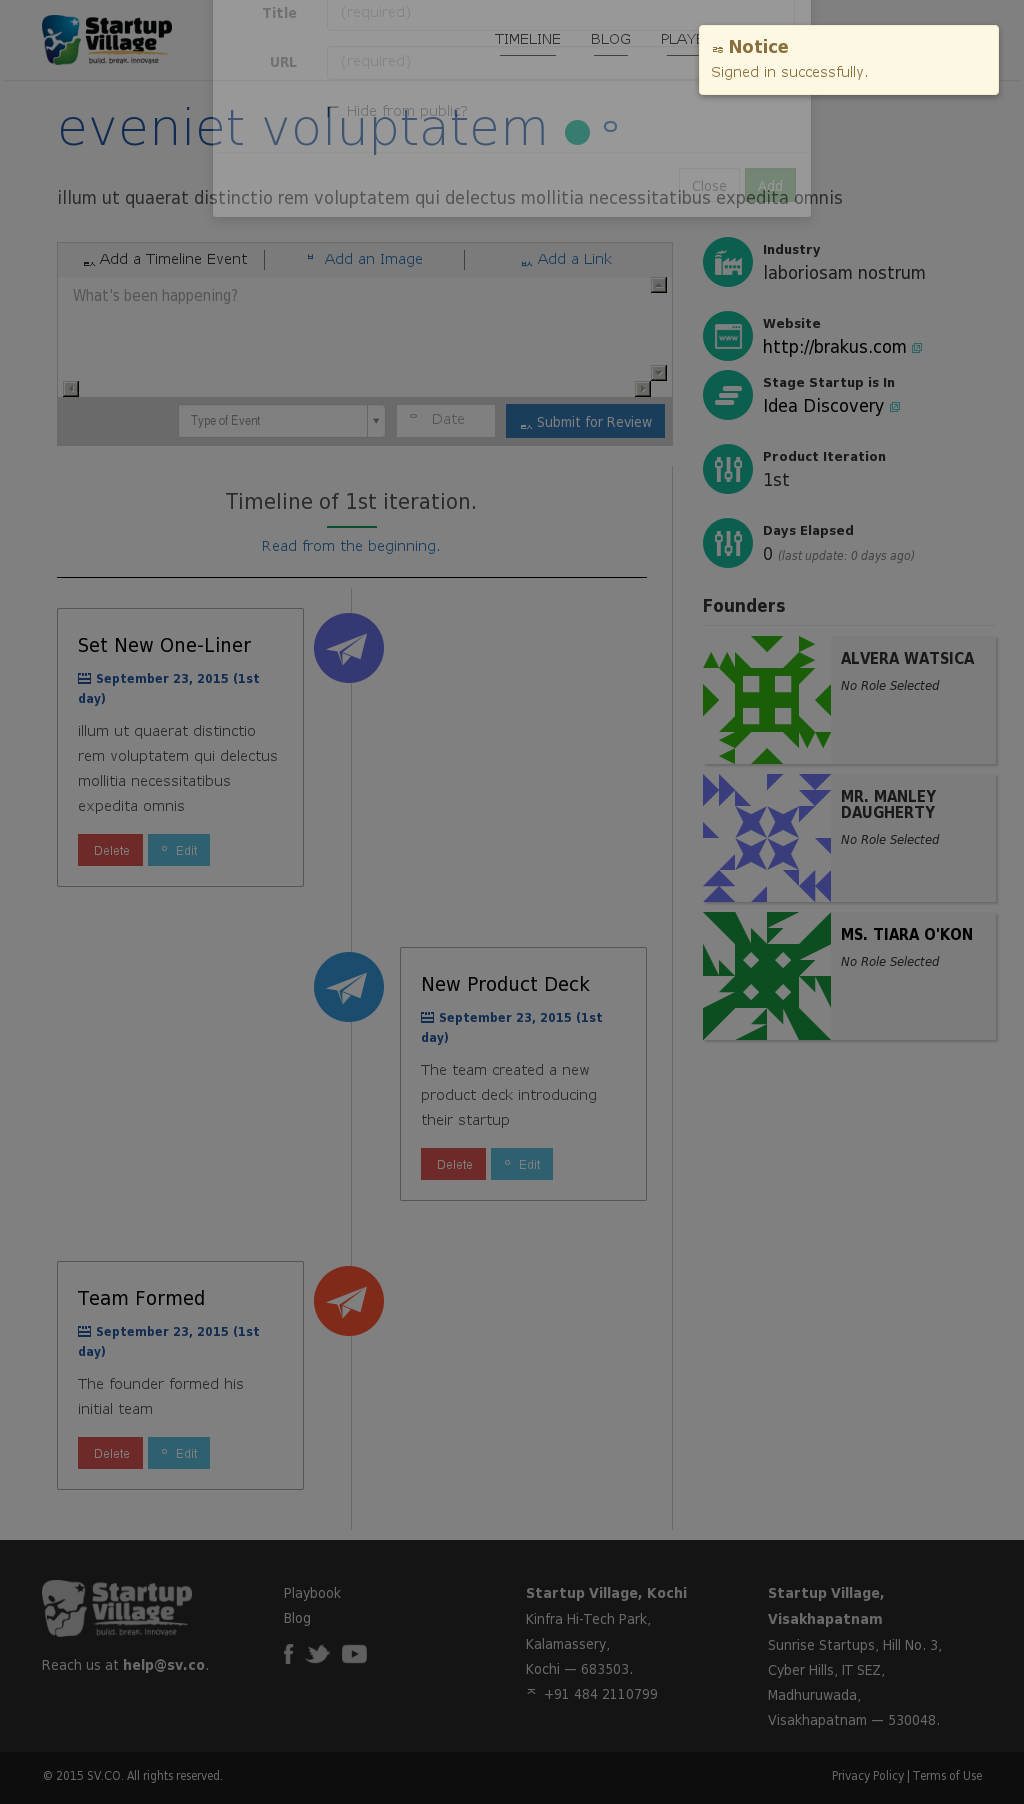 Startup
Village
build. break. innovate
TIMELINE
BLOG
Title
(required)
URL
(required)
Hide from public?
Close
Add
Notice
Signed in successfully.
eveniet voluptatem
illum ut quaerat distinctio rem voluptatem qui delectus mollitia necessitatibus expedita omnis
Add a Timeline Event
Add an Image
Add a Link
What's been happening?
Type of Event
Date
Submit for Review
Timeline of 1st iteration.
Read from the beginning.
Set New One-Liner
September 23, 2015 (1st
day)
illum ut quaerat distinctio
rem voluptatem qui delectus
mollitia necessitatibus
expedita omnis
Delete
Edit
New Product Deck
September 23, 2015 (1st
day)
The team created a new
product deck introducing
their startup
Delete
Edit
Team Formed
September 23, 2015 (1st
day)
The founder formed his
initial team
Delete
Edit
Industry
laboriosam nostrum
Website
www
http://brakus.com
Stage Startup is In
Idea Discovery
Product Iteration
1st
Days Elapsed
0 (last update: 0 days ago)
Founders
ALVERA WATSICA
No Role Selected
MR. MANLEY
DAUGHERTY
No Role Selected
MS. TIARA O'KON
No Role Selected
Startup
Village
build. break. innovate
Reach us at help@sv.co.
Playbook
Blog
Startup Village, Kochi
Kinfra Hi-Tech Park,
Kalamassery,
Kochi — 683503.
+91 484 2110799
Startup Village,
Visakhapatnam
Sunrise Startups, Hill No. 3,
Cyber Hills, IT SEZ,
Madhuruwada,
Visakhapatnam — 530048.
© 2015 SV.CO. All rights reserved.
Privacy Policy | Terms of Use